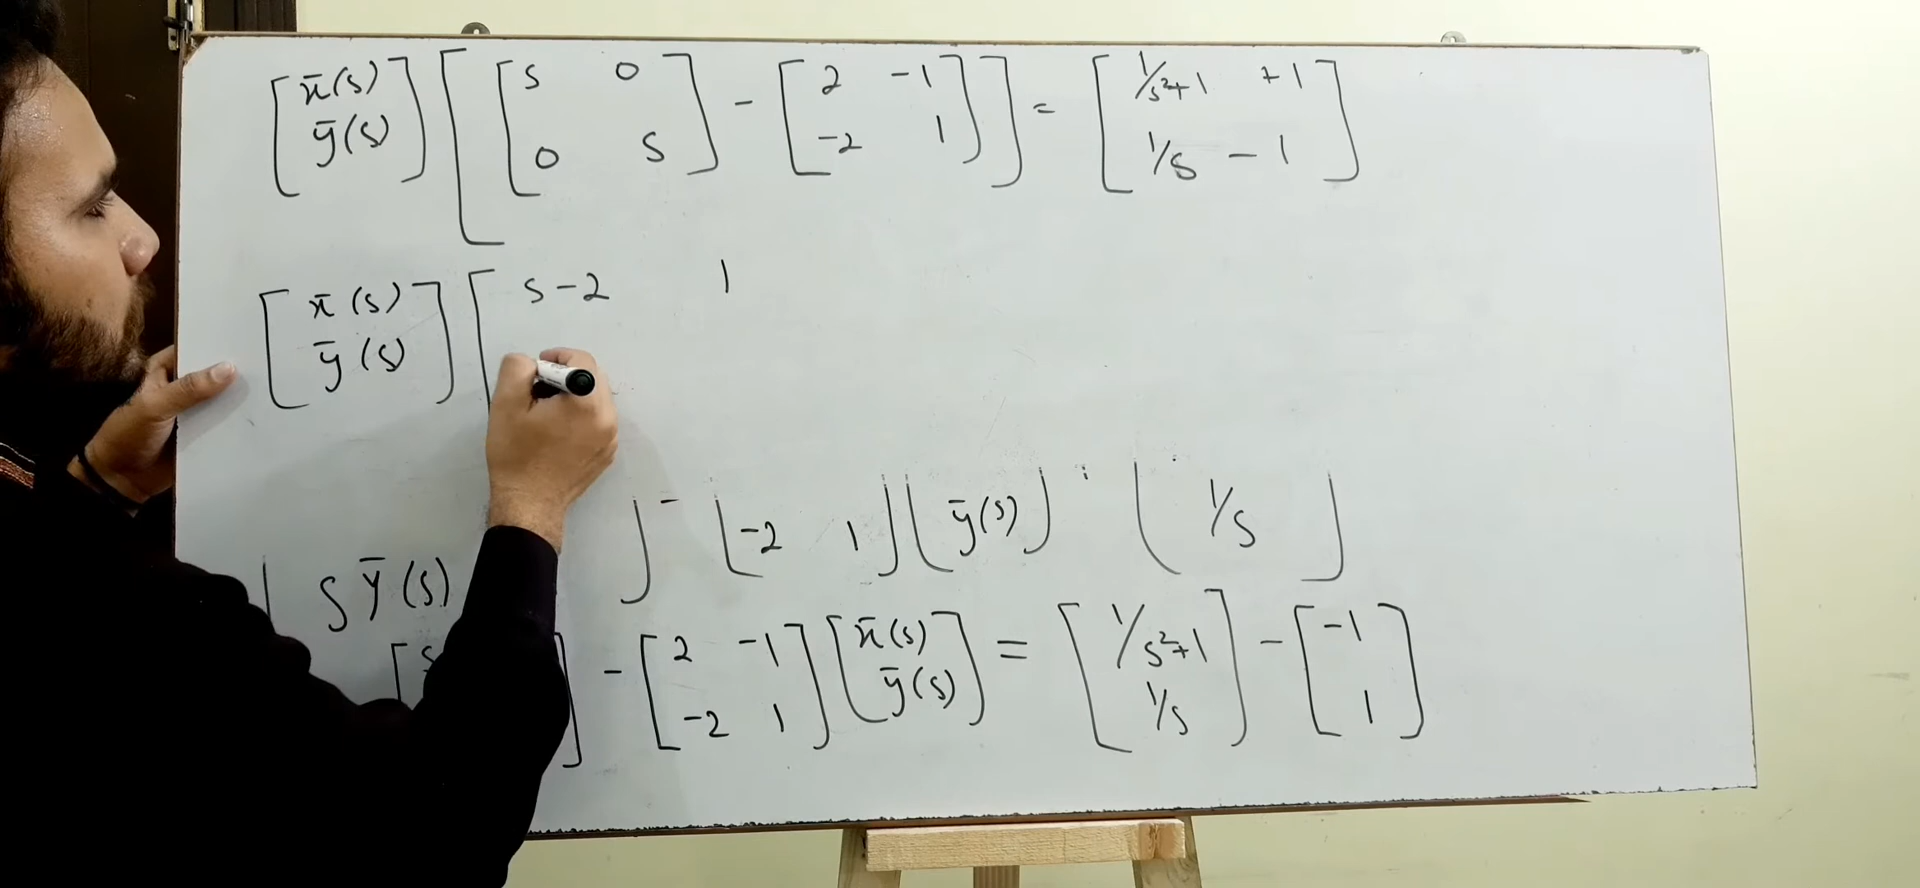 [x̄(s) ȳ(s)] [[s 0 0 s] - [2 -1 -2 1]] = [1/s²+1 +1 1/s - 1]
[x̄(s) ȳ(s)] [s-2 1
- [-2 1] [ȳ(s)] [1/s]
s ȳ(s)
[s - [2 -1 -2 1] [x̄(s) ȳ(s)] = [1/s²+1 1/s] - [-1 1]